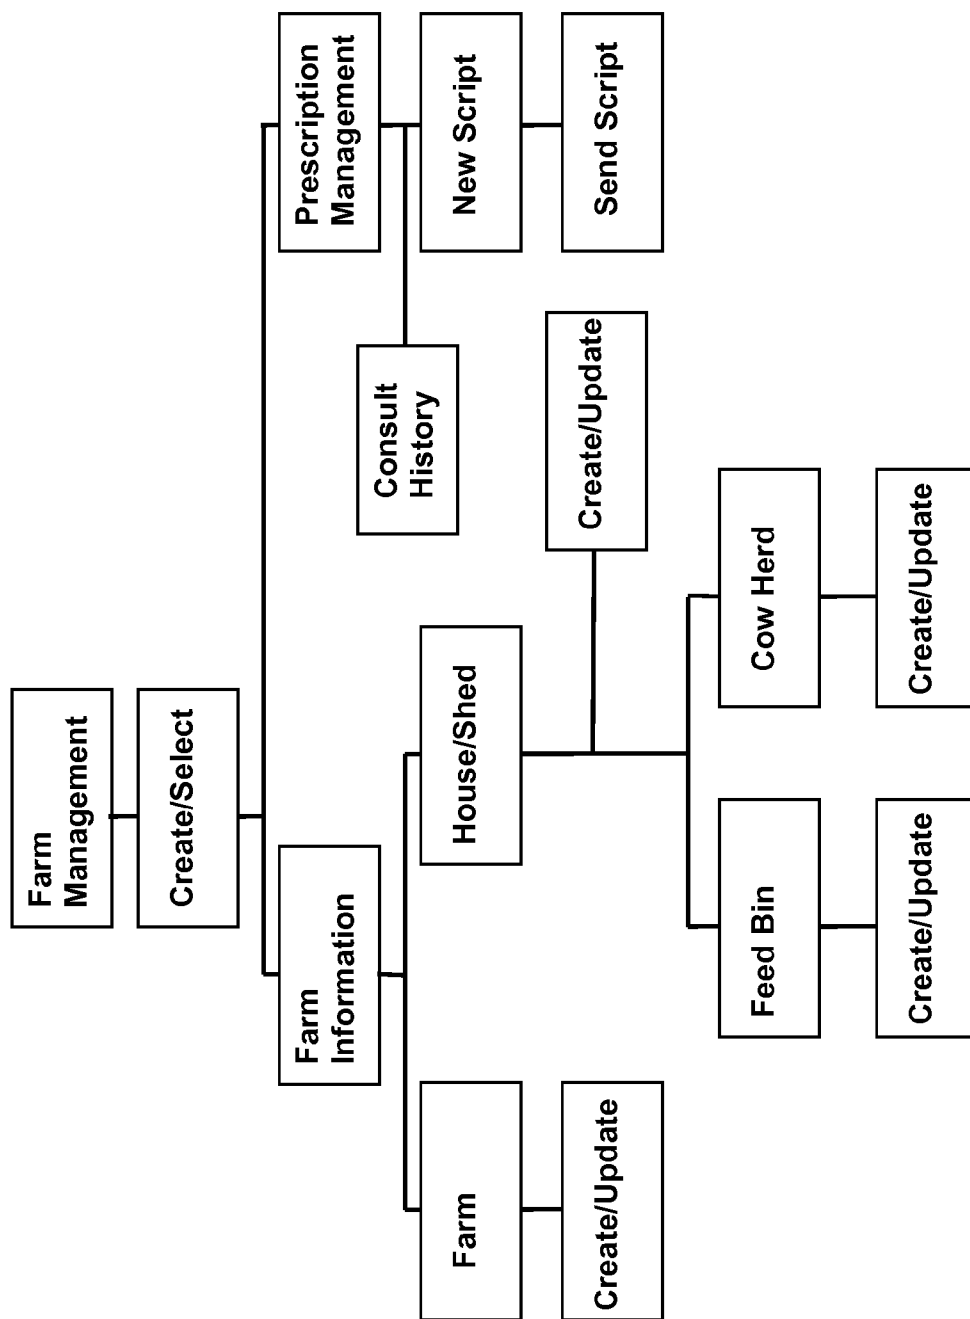 Farm
Management
Create/Select
Farm
Information
Prescription
Management
Consult
History
Farm
House/Shed
New Script
Create/Update
Create/Update
Send Script
Feed Bin
Cow Herd
Create/Update
Create/Update